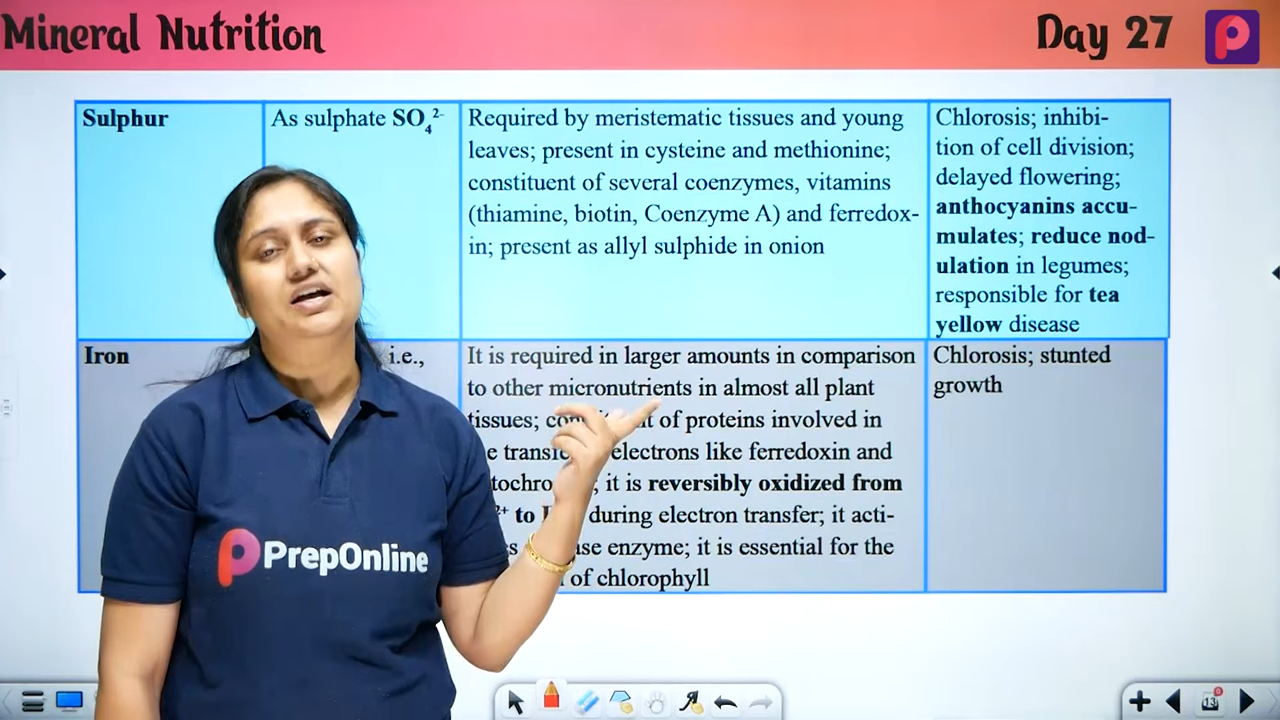 Mineral Nutrition
Day 27
Sulphur
As sulphate SO₄²⁻
Required by meristematic tissues and young
leaves; present in cysteine and methionine;
constituent of several coenzymes, vitamins
(thiamine, biotin, Coenzyme A) and ferredox-
in; present as allyl sulphide in onion
Chlorosis; inhibi-
tion of cell division;
delayed flowering;
anthocyanins accu-
mulates; reduce nod-
ulation in legumes;
responsible for tea
yellow disease
Iron
i.e.,
It is required in larger amounts in comparison
to other micronutrients in almost all plant
tissues; of proteins involved in
electrons like ferredoxin and
it is reversibly oxidized from
to during electron transfer; it acti-
enzyme; it is essential for the
of chlorophyll
Chlorosis; stunted
growth
PrepOnline
13